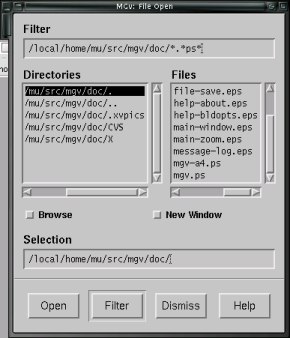 MGV: File Open
Filter
/local/home/mu/src/mgv/doc/*.*ps*
Directories
/mu/src/mgv/doc/.
/mu/src/mgv/doc/..
/mu/src/mgv/doc/.xvpics
/mu/src/mgv/doc/CVS
/mu/src/mgv/doc/X
Files
file-save.eps
help-about.eps
help-bldopts.eps
main-window.eps
main-zoom.eps
message-log.eps
mgv-a4.ps
mgv.ps
Browse
New Window
Selection
/local/home/mu/src/mgv/doc/
Open
Filter
Dismiss
Help